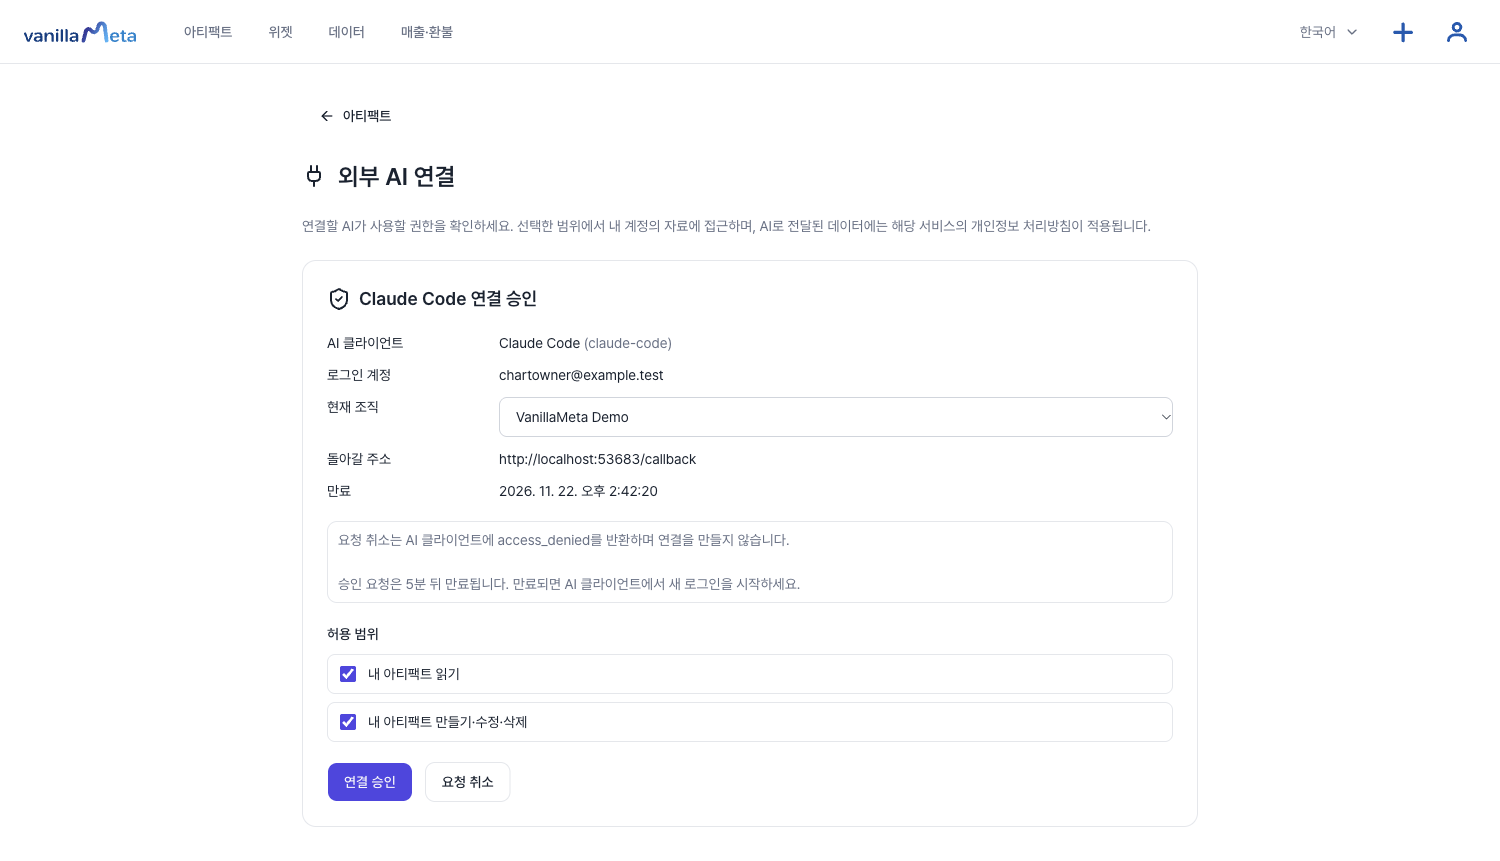 vanillaMeta
아티팩트
위젯
데이터
매출·환불
한국어
아티팩트
외부 AI 연결
연결할 AI가 사용할 권한을 확인하세요. 선택한 범위에서 내 계정의 자료에 접근하며, AI로 전달된 데이터에는 해당 서비스의 개인정보 처리방침이 적용됩니다.
Claude Code 연결 승인
AI 클라이언트
Claude Code (claude-code)
로그인 계정
chartowner@example.test
현재 조직
VanillaMeta Demo
돌아갈 주소
http://localhost:53683/callback
만료
2026. 11. 22. 오후 2:42:20
요청 취소는 AI 클라이언트에 access_denied를 반환하며 연결을 만들지 않습니다.
승인 요청은 5분 뒤 만료됩니다. 만료되면 AI 클라이언트에서 새 로그인을 시작하세요.
허용 범위
내 아티팩트 읽기
내 아티팩트 만들기·수정·삭제
연결 승인
요청 취소